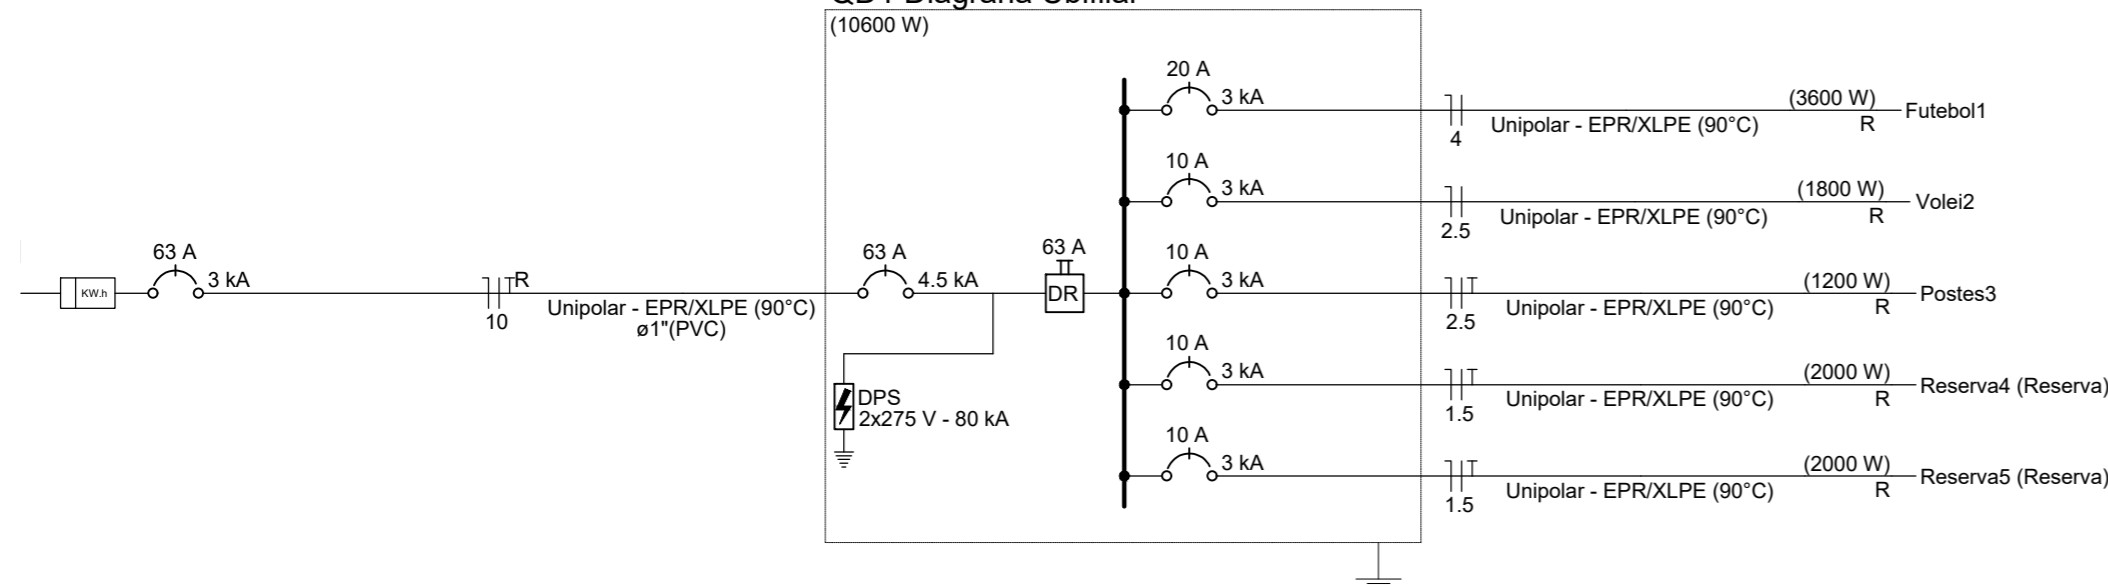 (10600 W)
20 A
3 kA
(3600 W)
Futebol1
4
Unipolar - EPR/XLPE (90°C)
R
10 A
3 kA
(1800 W)
Volei2
2.5
Unipolar - EPR/XLPE (90°C)
R
KW.h
63 A
3 kA
R
10
Unipolar - EPR/XLPE (90°C)
ø1"(PVC)
63 A
4.5 kA
63 A
DR
10 A
3 kA
(1200 W)
Postes3
T
2.5
Unipolar - EPR/XLPE (90°C)
R
DPS
2x275 V - 80 kA
10 A
3 kA
(2000 W)
Reserva4 (Reserva)
T
1.5
Unipolar - EPR/XLPE (90°C)
R
10 A
3 kA
(2000 W)
Reserva5 (Reserva)
T
1.5
Unipolar - EPR/XLPE (90°C)
R